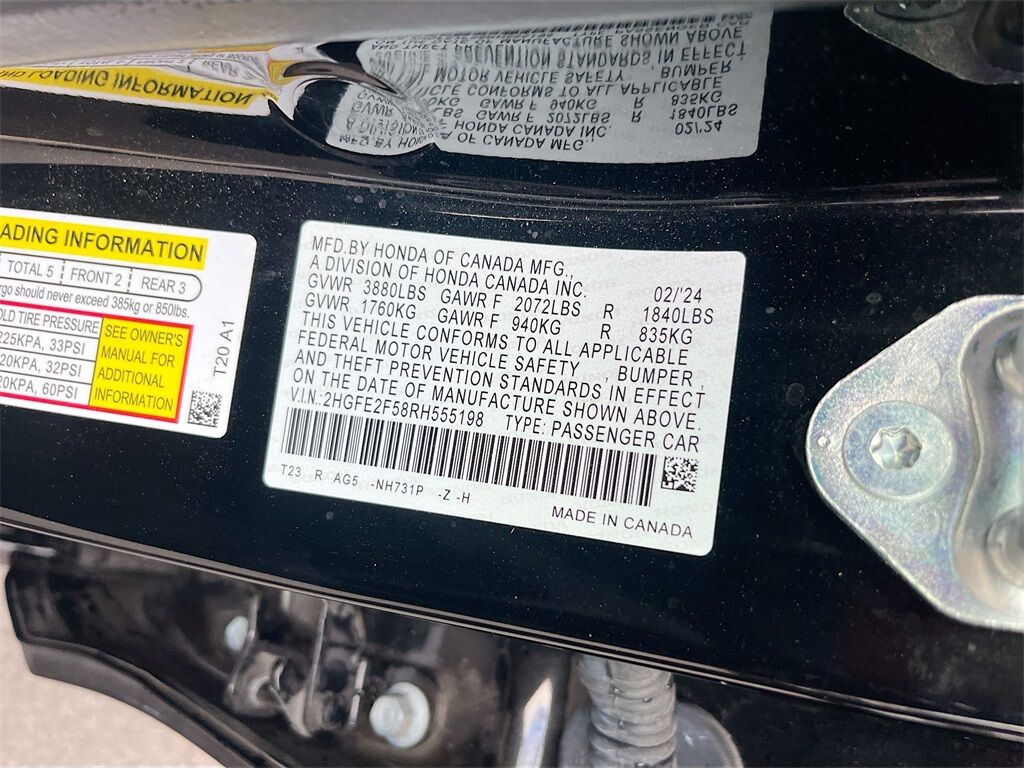 ADING INFORMATION
TOTAL 5 FRONT 2 REAR 3
rgo should never exceed 385kg or 850lbs.
OLD TIRE PRESSURE
225KPA, 33PSI
20KPA, 32PSI
20KPA, 60PSI
SEE OWNER'S
MANUAL FOR
ADDITIONAL
INFORMATION
T20 A1
MFD.BY HONDA OF CANADA MFG.,
A DIVISION OF HONDA CANADA INC. 02/'24
GVWR 3880LBS GAWR F 2072LBS R 1840LBS
GVWR 1760KG GAWR F 940KG R 835KG
THIS VEHICLE CONFORMS TO ALL APPLICABLE
FEDERAL MOTOR VEHICLE SAFETY , BUMPER ,
AND THEFT PREVENTION STANDARDS IN EFFECT
ON THE DATE OF MANUFACTURE SHOWN ABOVE.
V.I.N.:2HGFE2F58RH555198 TYPE: PASSENGER CAR
T23 R AG5 -NH731P -Z -H
MADE IN CANADA